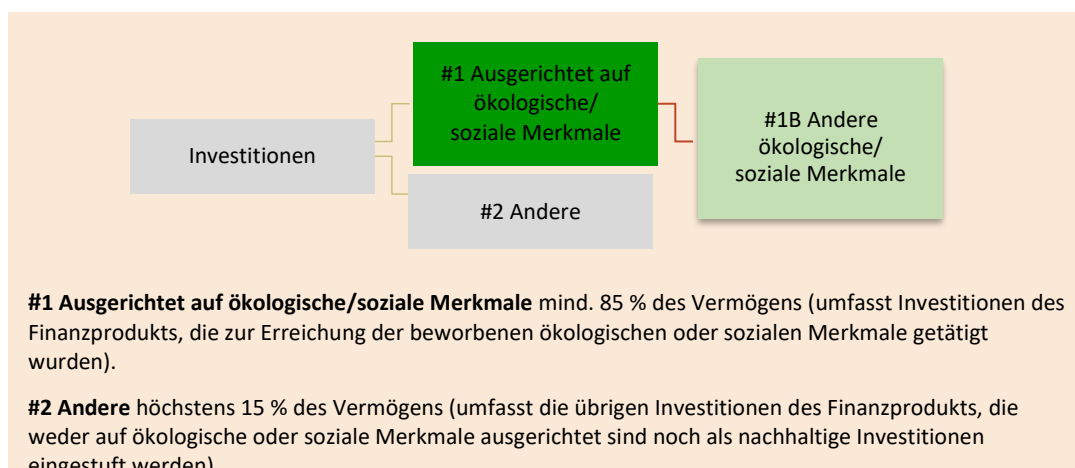 #1 Ausgerichtet auf
ökologische/
soziale Merkmale
#1B Andere
ökologische/
soziale Merkmale
Investitionen
#2 Andere
#1 Ausgerichtet auf ökologische/soziale Merkmale mind. 85 % des Vermögens (umfasst Investitionen des
Finanzprodukts, die zur Erreichung der beworbenen ökologischen oder sozialen Merkmale getätigt
wurden).
#2 Andere höchstens 15 % des Vermögens (umfasst die übrigen Investitionen des Finanzprodukts, die
weder auf ökologische oder soziale Merkmale ausgerichtet sind noch als nachhaltige Investitionen
eingestuft werden)